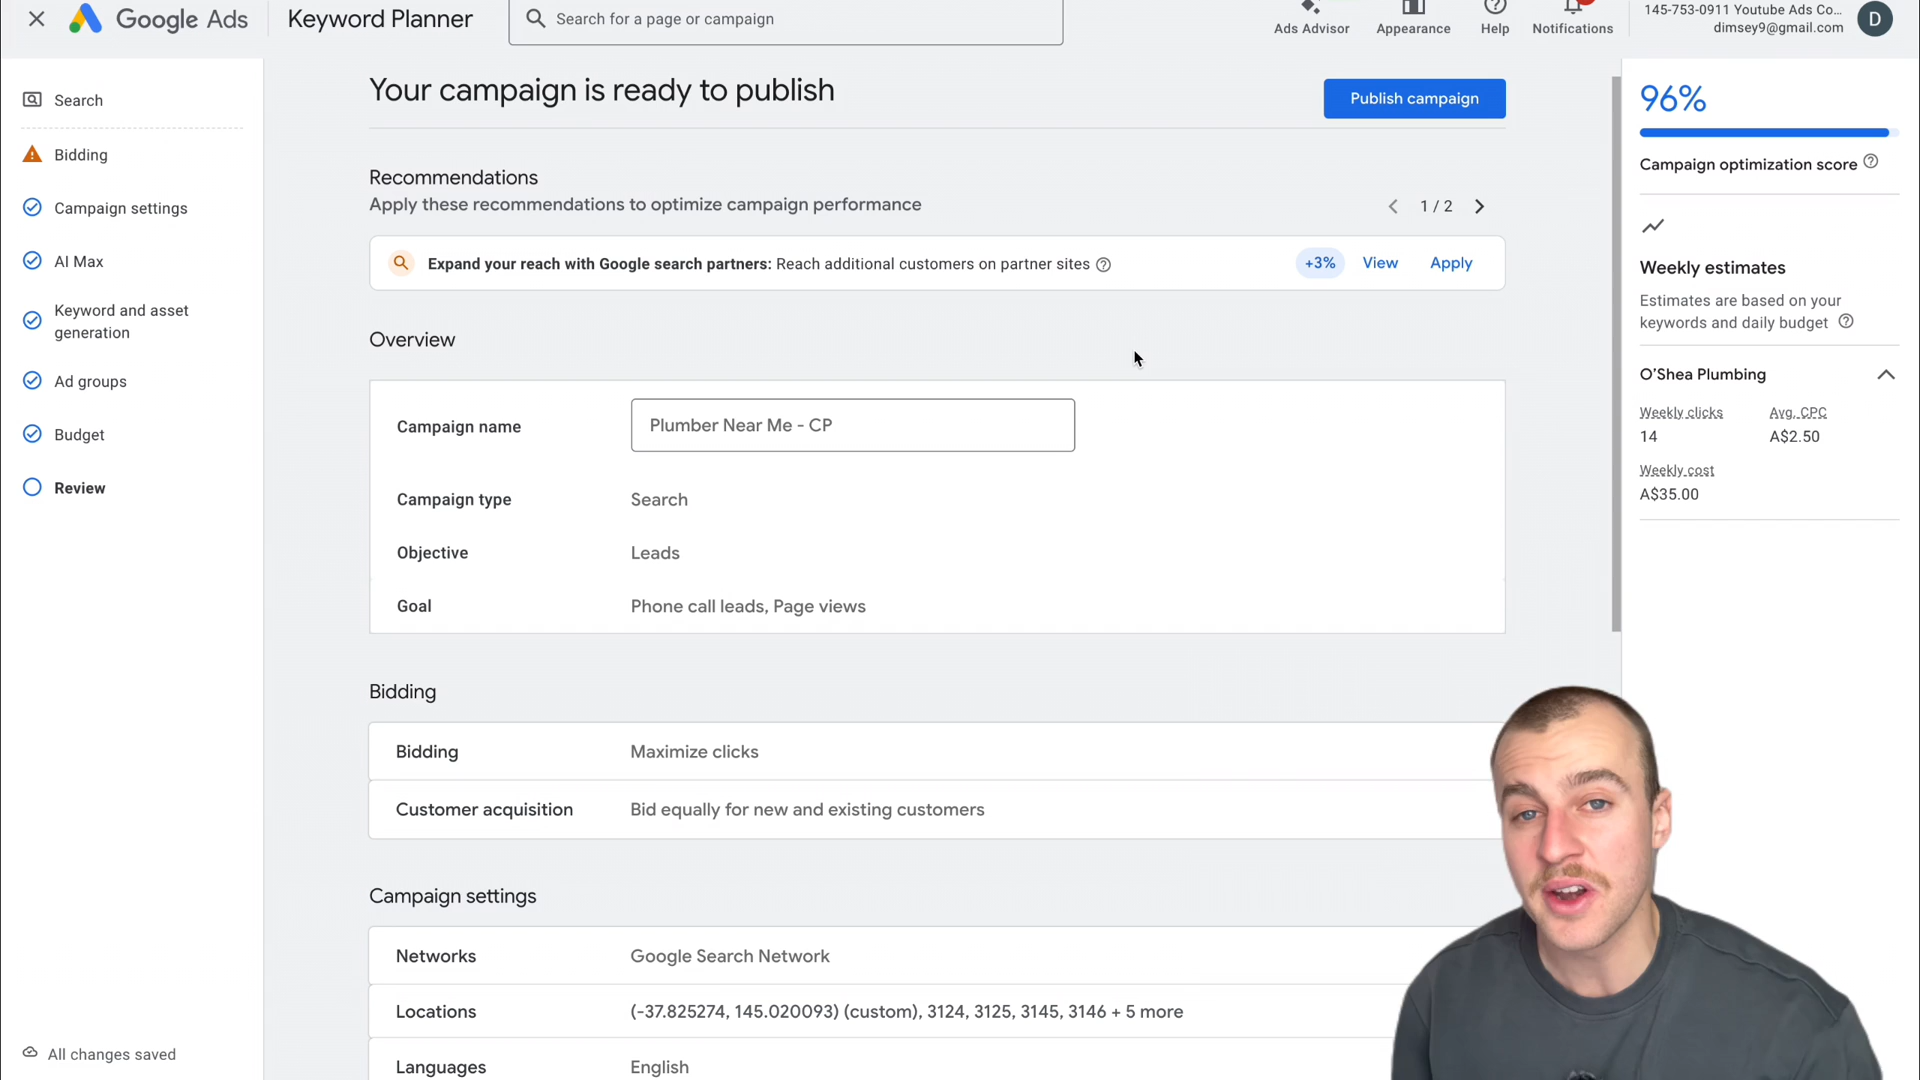 Google Ads
Keyword Planner
Search for a page or campaign
Ads Advisor
Appearance
Help
Notifications
145-753-0911 Youtube Ads Co...
dimsey9@gmail.com
D
Search
Bidding
Campaign settings
AI Max
Keyword and asset
generation
Ad groups
Budget
Review
All changes saved
Your campaign is ready to publish
Publish campaign
Recommendations
Apply these recommendations to optimize campaign performance
1 / 2
Expand your reach with Google search partners: Reach additional customers on partner sites
+3%
View
Apply
Overview
Campaign name
Plumber Near Me - CP
Campaign type
Search
Objective
Leads
Goal
Phone call leads, Page views
Bidding
Bidding
Maximize clicks
Customer acquisition
Bid equally for new and existing customers
Campaign settings
Networks
Google Search Network
Locations
(-37.825274, 145.020093) (custom), 3124, 3125, 3145, 3146 + 5 more
Languages
English
96%
Campaign optimization score
Weekly estimates
Estimates are based on your
keywords and daily budget
O'Shea Plumbing
Weekly clicks
Avg. CPC
14
A$2.50
Weekly cost
A$35.00